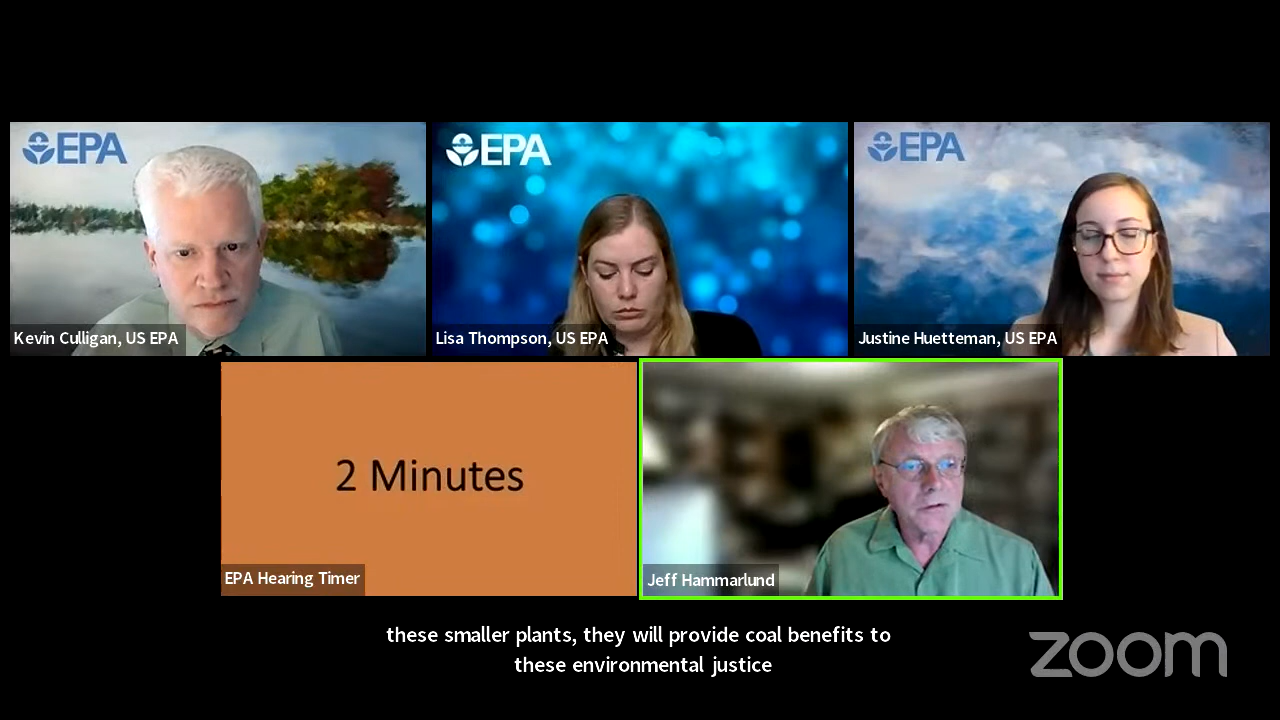 EPA
EPA
EPA
Kevin Culligan, US EPA
Lisa Thompson, US EPA
Justine Huetteman, US EPA
2 Minutes
EPA Hearing Timer
Jeff Hammarlund
these smaller plants, they will provide coal benefits to
these environmental justice
zoom